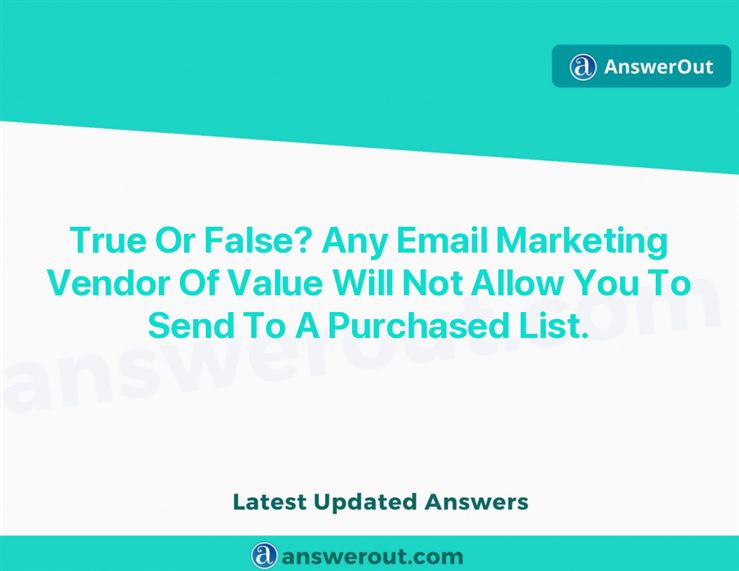 AnswerOut
True Or False? Any Email Marketing
Vendor Of Value Will Not Allow You To
Send To A Purchased List.
answerout.com
Latest Updated Answers
answerout.com